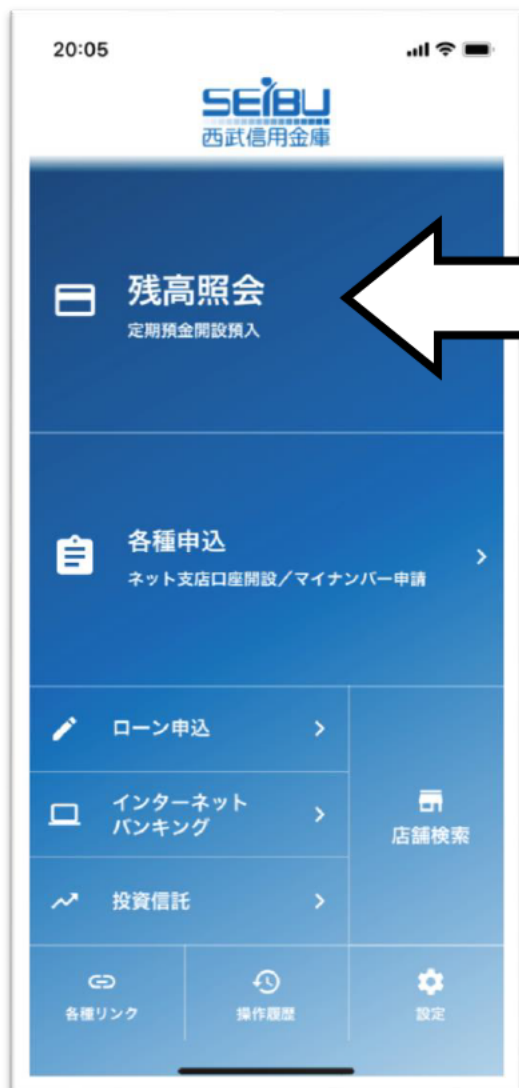 20:05
SEIBU
西武信用金庫
残高照会
定期預金開設預入
各種申込
ネット支店口座開設／マイナンバー申請
ローン申込
インターネット
バンキング
店舗検索
投資信託
各種リンク
操作履歴
設定